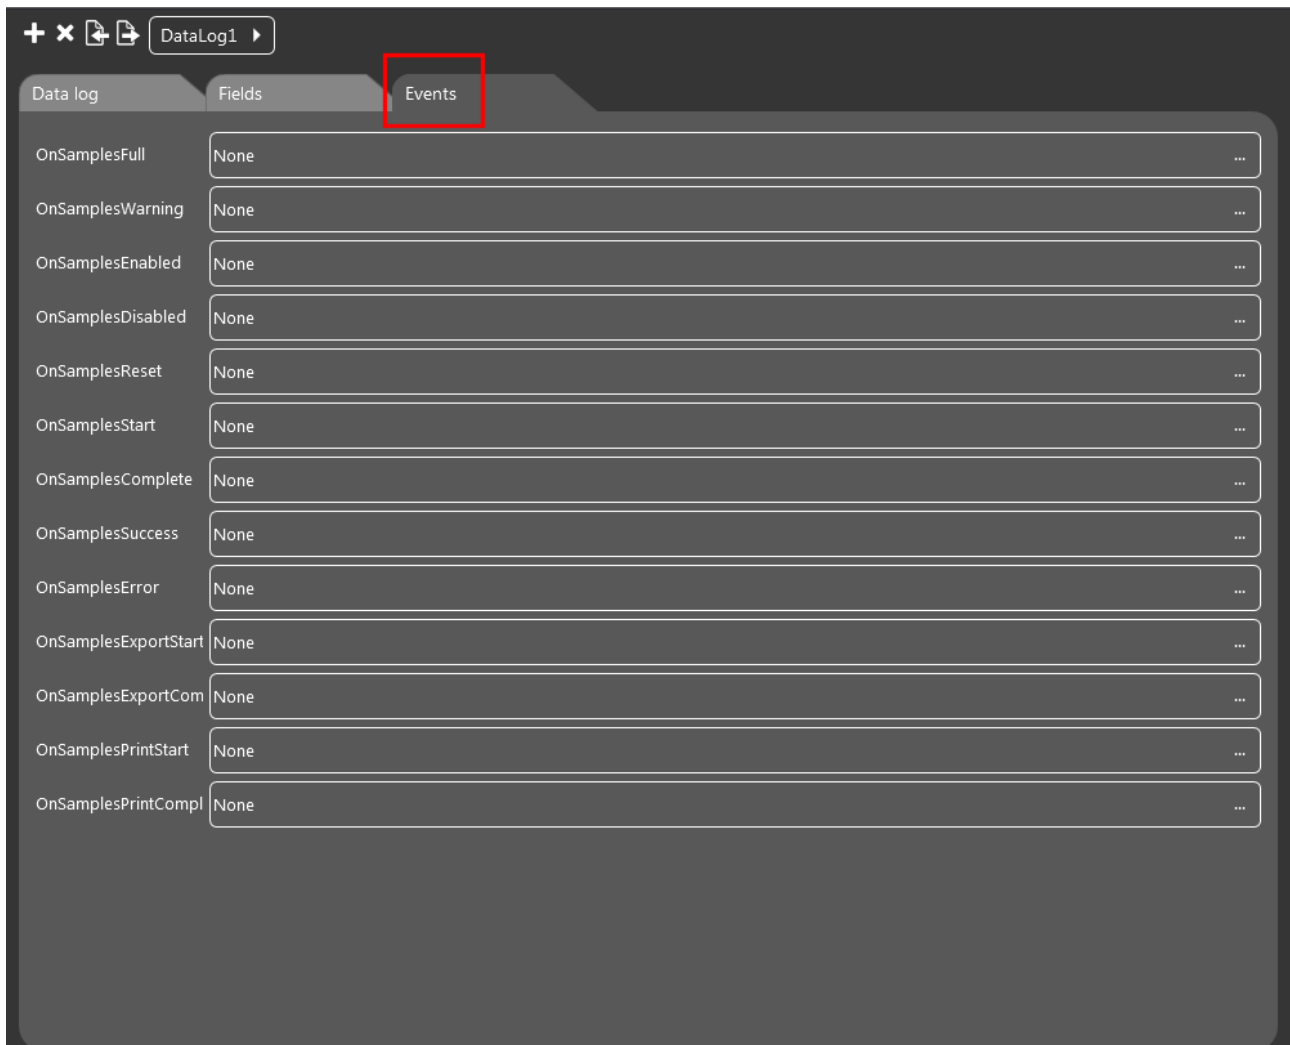 DataLog1
Data log Fields Events
OnSamplesFull None ...
OnSamplesWarning None ...
OnSamplesEnabled None ...
OnSamplesDisabled None ...
OnSamplesReset None ...
OnSamplesStart None ...
OnSamplesComplete None ...
OnSamplesSuccess None ...
OnSamplesError None ...
OnSamplesExportStart None ...
OnSamplesExportCom None ...
OnSamplesPrintStart None ...
OnSamplesPrintCompl None ...